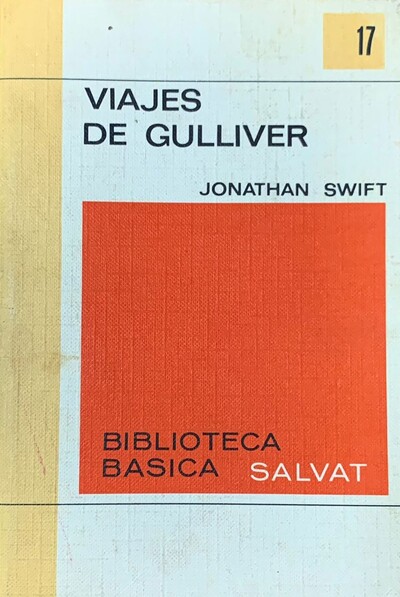 17
VIAJES
DE GULLIVER
JONATHAN SWIFT
BIBLIOTECA
BASICA SALVAT